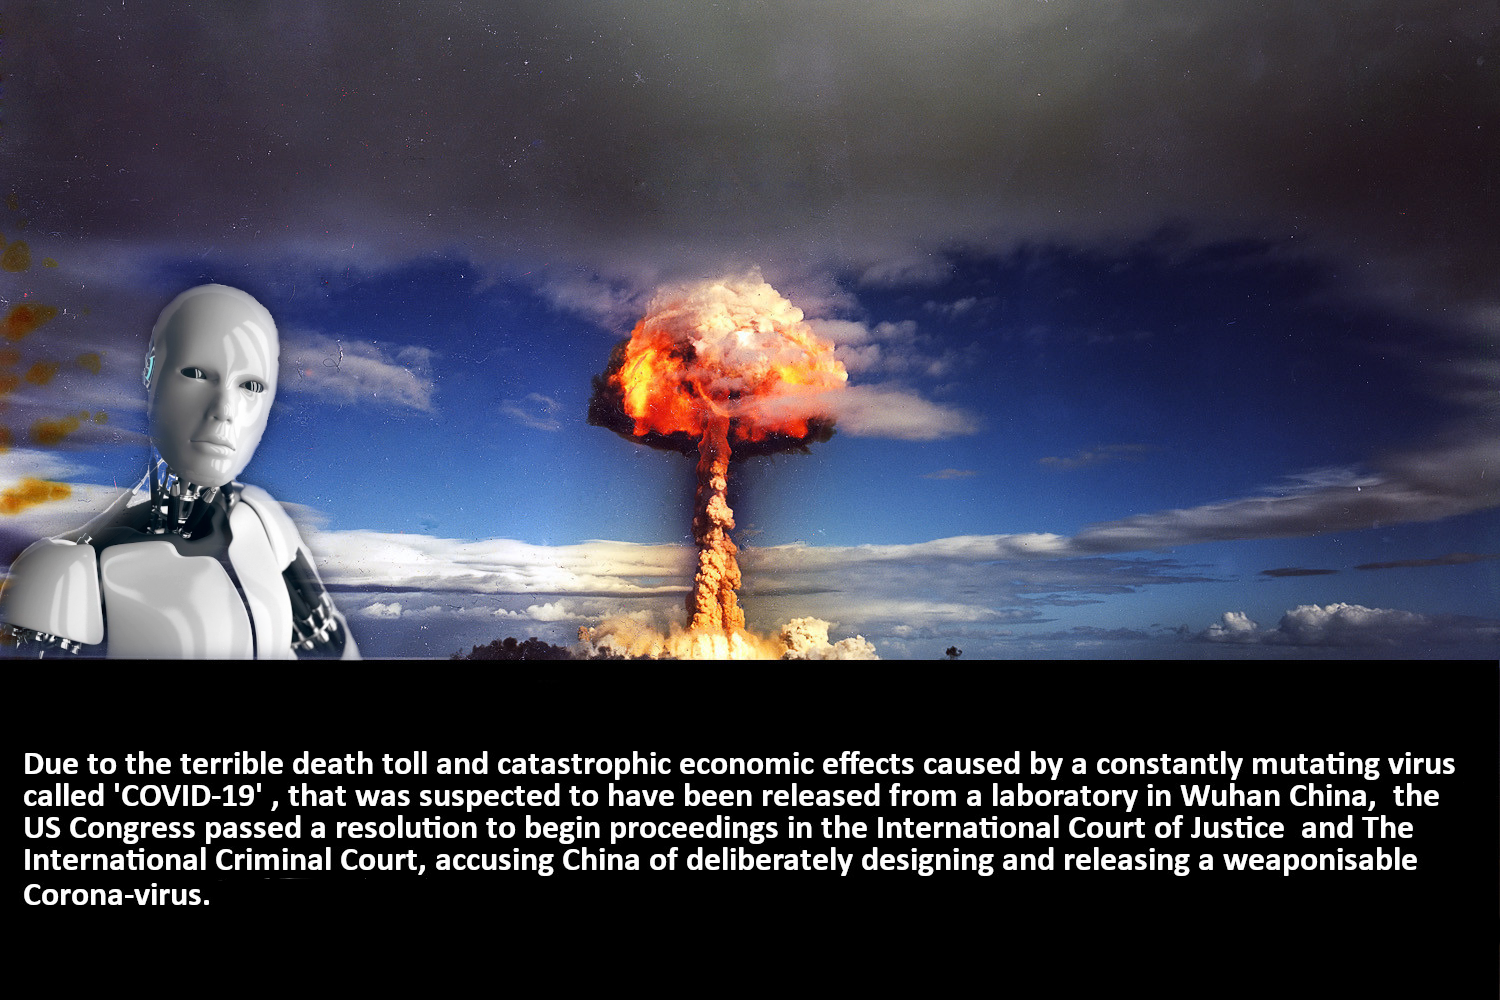 Due to the terrible death toll and catastrophic economic effects caused by a constantly mutating virus
called 'COVID-19' , that was suspected to have been released from a laboratory in Wuhan China,  the
US Congress passed a resolution to begin proceedings in the International Court of Justice  and The
International Criminal Court, accusing China of deliberately designing and releasing a weaponisable
Corona-virus.